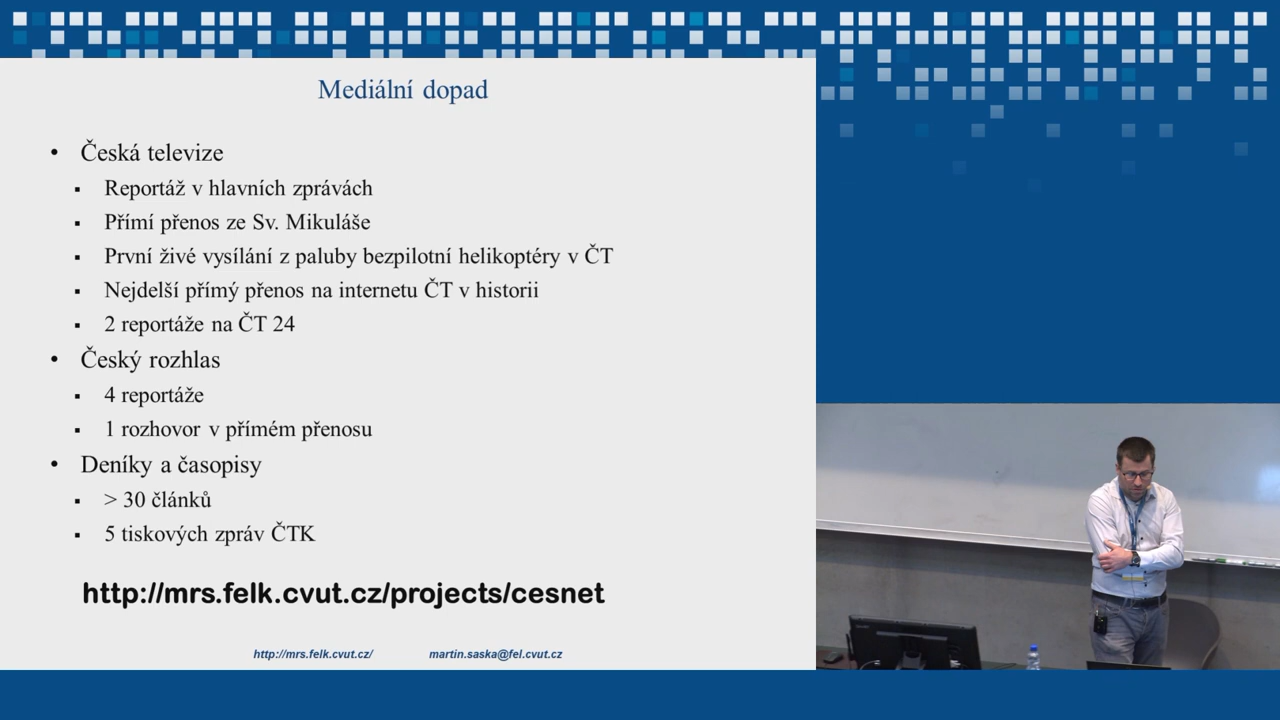 Mediální dopad
• Česká televize
▪ Reportáž v hlavních zprávách
▪ Přímí přenos ze Sv. Mikuláše
▪ První živé vysílání z paluby bezpilotní helikoptéry v ČT
▪ Nejdelší přímý přenos na internetu ČT v historii
▪ 2 reportáže na ČT 24
• Český rozhlas
▪ 4 reportáže
▪ 1 rozhovor v přímém přenosu
• Deníky a časopisy
▪ > 30 článků
▪ 5 tiskových zpráv ČTK
http://mrs.felk.cvut.cz/projects/cesnet
http://mrs.felk.cvut.cz/ martin.saska@fel.cvut.cz